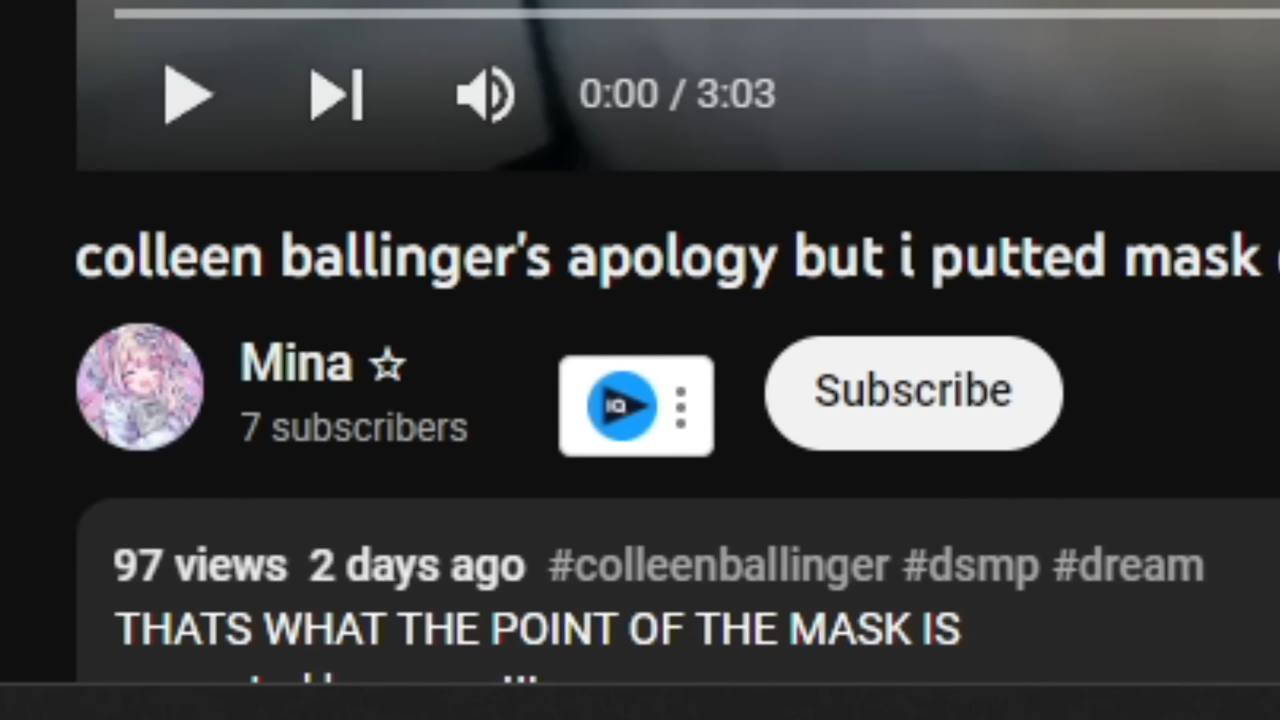 0:00 / 3:03
colleen ballinger's apology but i putted mask
Mina ☆
7 subscribers
IQ
Subscribe
97 views 2 days ago #colleenballinger #dsmp #dream
THATS WHAT THE POINT OF THE MASK IS